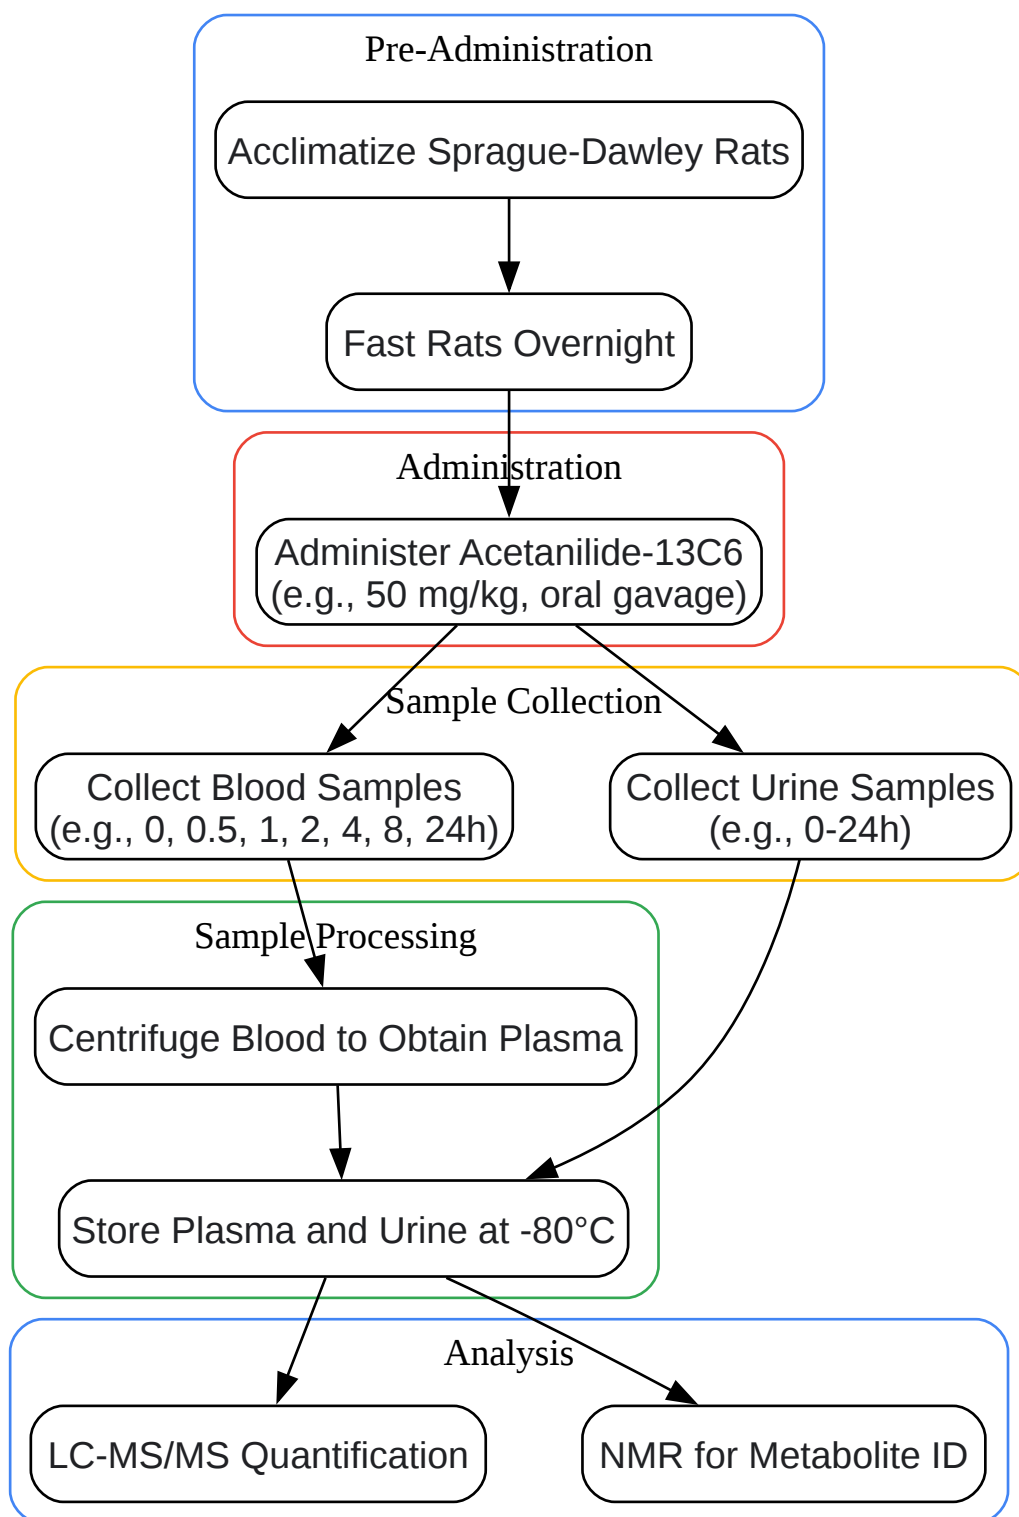 Pre-Administration
Acclimatize Sprague-Dawley Rats
Fast Rats Overnight
Administration
Administer Acetanilide-13C6
(e.g., 50 mg/kg, oral gavage)
Sample Collection
Collect Blood Samples
(e.g., 0, 0.5, 1, 2, 4, 8, 24h)
Collect Urine Samples
(e.g., 0-24h)
Sample Processing
Centrifuge Blood to Obtain Plasma
Store Plasma and Urine at -80°C
Analysis
LC-MS/MS Quantification
NMR for Metabolite ID